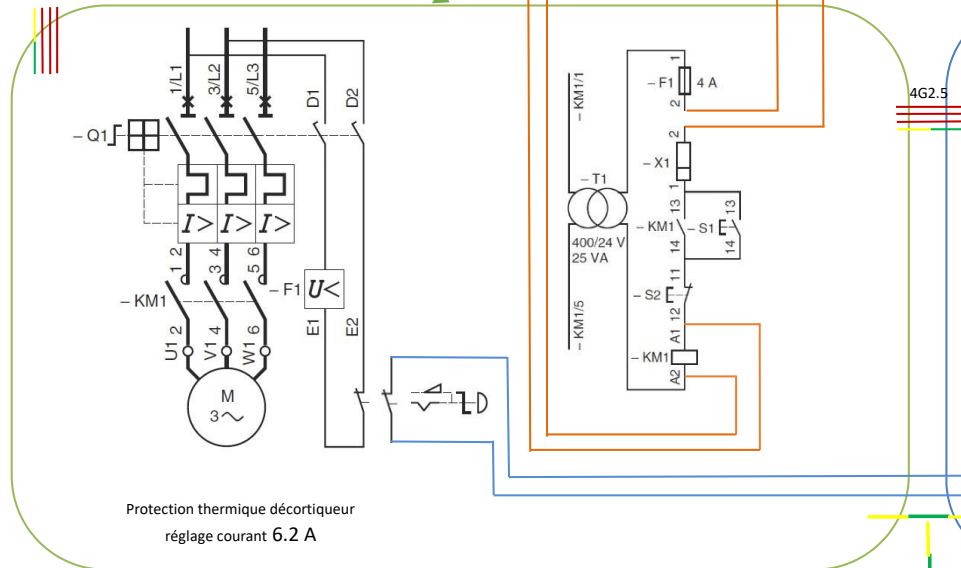 1/L1
3/L2
5/L3
D1
D2
– Q1
I>
I>
I>
2
4
6
1
3
5
– KM1
– F1
U<
E1
E2
2
4
6
U1
V1
W1
M
3
– KM1/1
– T1
400/24 V
25 VA
– KM1/5
1
– F1
4 A
2
2
– X1
1
13
13
– KM1
– S1
14
14
11
– S2
12
A1
– KM1
A2
4G2.5
Protection thermique décortiqueur
réglage courant 6.2 A